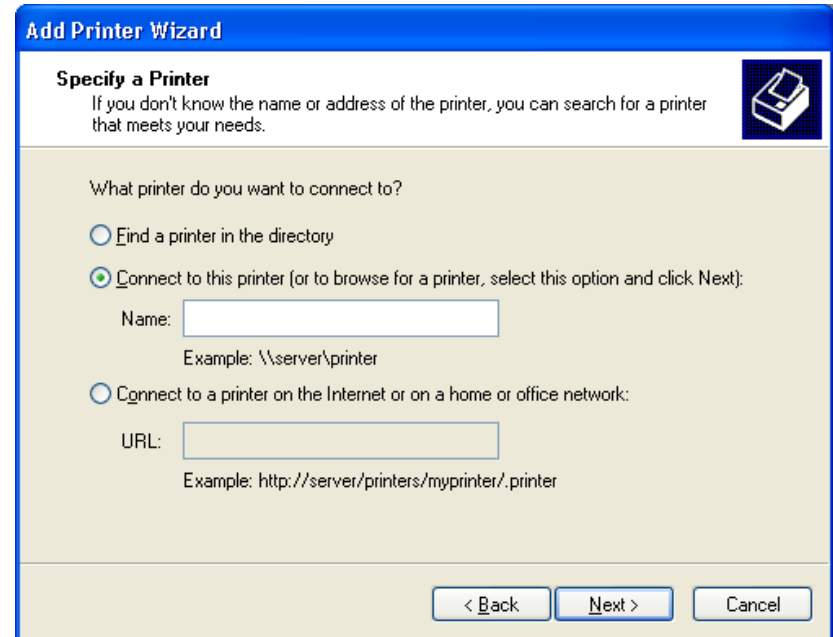 Add Printer Wizard
Specify a Printer
If you don't know the name or address of the printer, you can search for a printer
that meets your needs.
What printer do you want to connect to?
Find a printer in the directory
Connect to this printer (or to browse for a printer, select this option and click Next):
Name:
Example: \\server\printer
Connect to a printer on the Internet or on a home or office network:
URL:
Example: http://server/printers/myprinter/.printer
< Back Next > Cancel